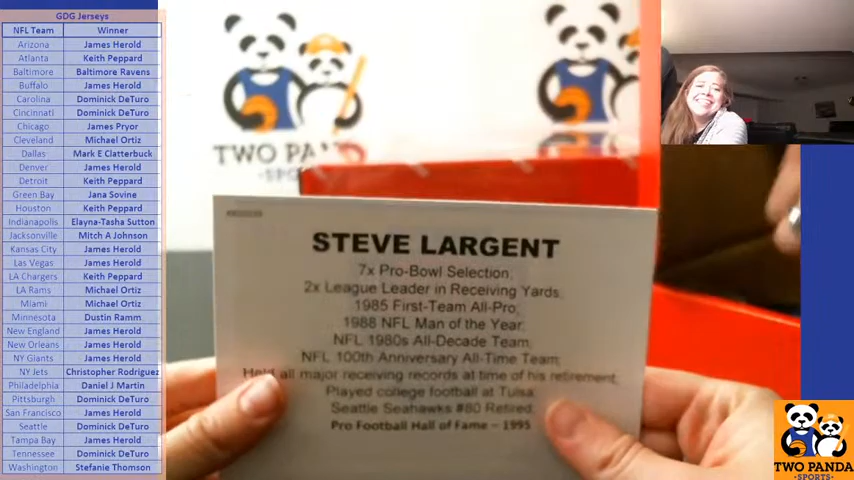 GDG Jerseys
NFL Team Winner
Arizona James Herold
Atlanta Keith Peppard
Baltimore Baltimore Ravens
Buffalo James Herold
Carolina Dominick DeTuro
Cincinnati Dominick DeTuro
Chicago James Pryor
Cleveland Michael Ortiz
Dallas Mark E Clatterbuck
Denver James Herold
Detroit Keith Peppard
Green Bay Jana Sovine
Houston Keith Peppard
Indianapolis Elayna-Tasha Sutton
Jacksonville Mitch A Johnson
Kansas City James Herold
Las Vegas James Herold
LA Chargers Keith Peppard
LA Rams Michael Ortiz
Miami Michael Ortiz
Minnesota Dustin Ramm
New England James Herold
New Orleans James Herold
NY Giants James Herold
NY Jets Christopher Rodriguez
Philadelphia Daniel J Martin
Pittsburgh Dominick DeTuro
San Francisco James Herold
Seattle Dominick DeTuro
Tampa Bay James Herold
Tennessee Dominick DeTuro
Washington Stefanie Thomson
TWO PANDA
STEVE LARGENT
7x Pro-Bowl Selection
2x League Leader in Receiving Yards
1985 First-Team All-Pro
1988 NFL Man of the Year
NFL 1980s All-Decade Team
NFL 100th Anniversary All-Time Team
Held all major receiving records at time of his retirement
Played college football at Tulsa
Seattle Seahawks #80 Retired
Pro Football Hall of Fame – 1995
TWO PANDA
-SPORTS-